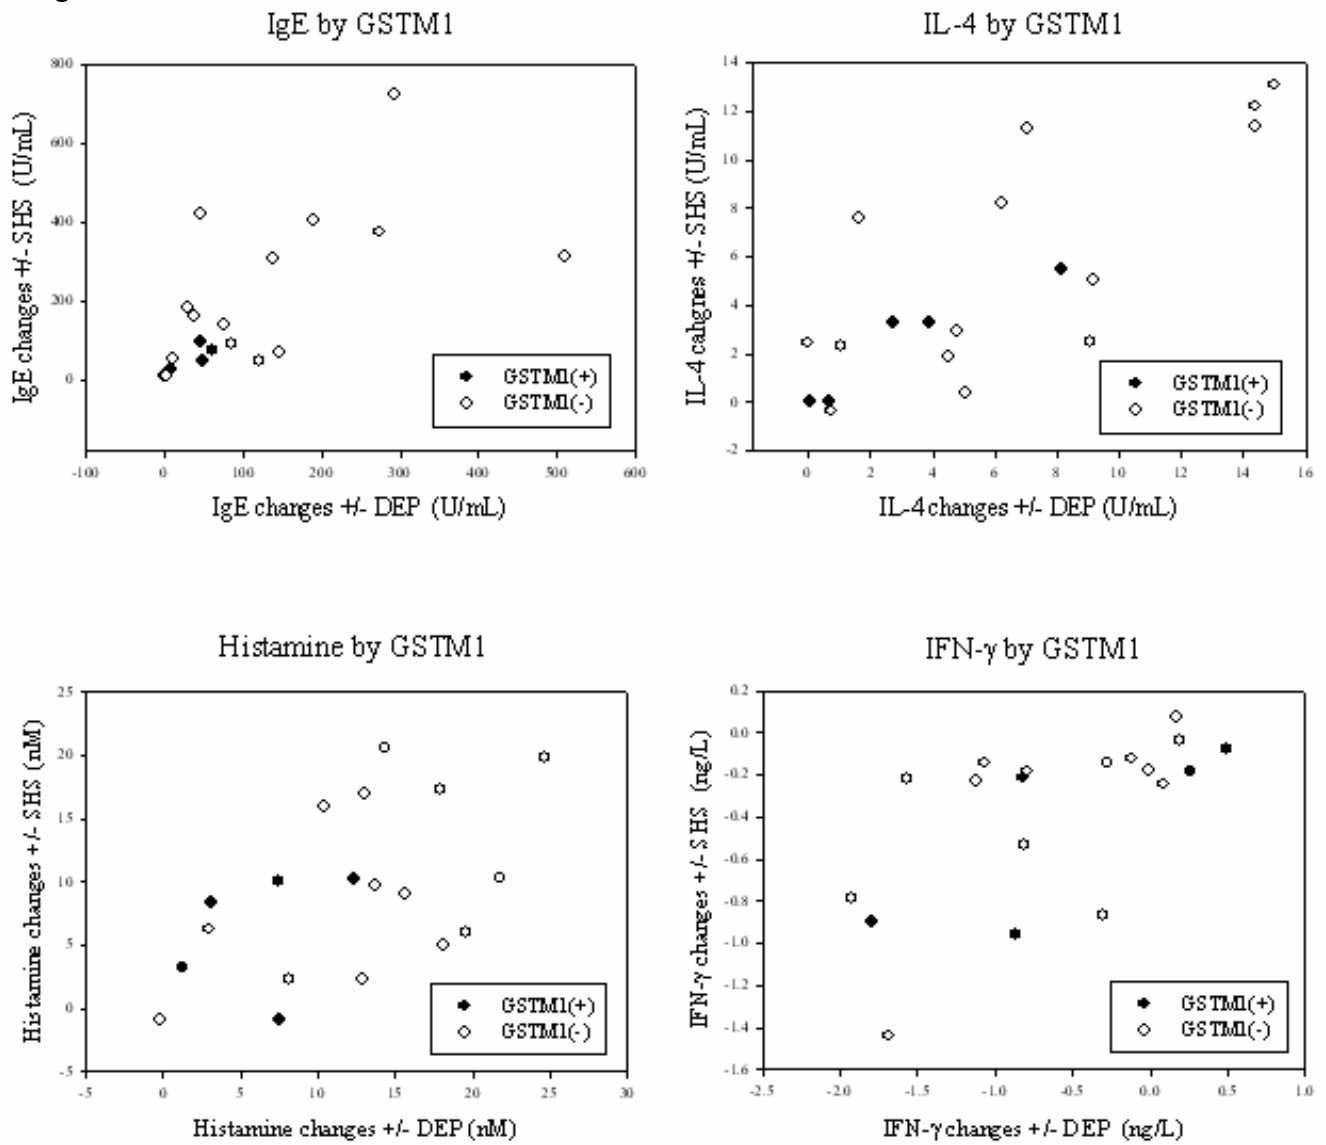 IgE by GSTM1
800
600
400
200
0
-100 0 100 200 300 400 500 600
IgE changes +/- SHS (U/mL)
IgE changes +/- DEP (U/mL)
GSTM1(+)
GSTM1(-)
IL-4 by GSTM1
14
12
10
8
6
4
2
0
-2
0 2 4 6 8 10 12 14 16
IL-4 cahgnes +/- SHS (U/mL)
IL-4 changes +/- DEP (U/mL)
GSTM1(+)
GSTM1(-)
Histamine by GSTM1
25
20
15
10
5
0
-5
-5 0 5 10 15 20 25 30
Histamine changes +/- SHS (nM)
Histamine changes +/- DEP (nM)
GSTM1(+)
GSTM1(-)
IFN-γ by GSTM1
0.2
0.0
-0.2
-0.4
-0.6
-0.8
-1.0
-1.2
-1.4
-1.6
-2.5 -2.0 -1.5 -1.0 -0.5 0.0 0.5 1.0
IFN-γ changes +/- SHS (ng/L)
IFN-γ changes +/- DEP (ng/L)
GSTM1(+)
GSTM1(-)